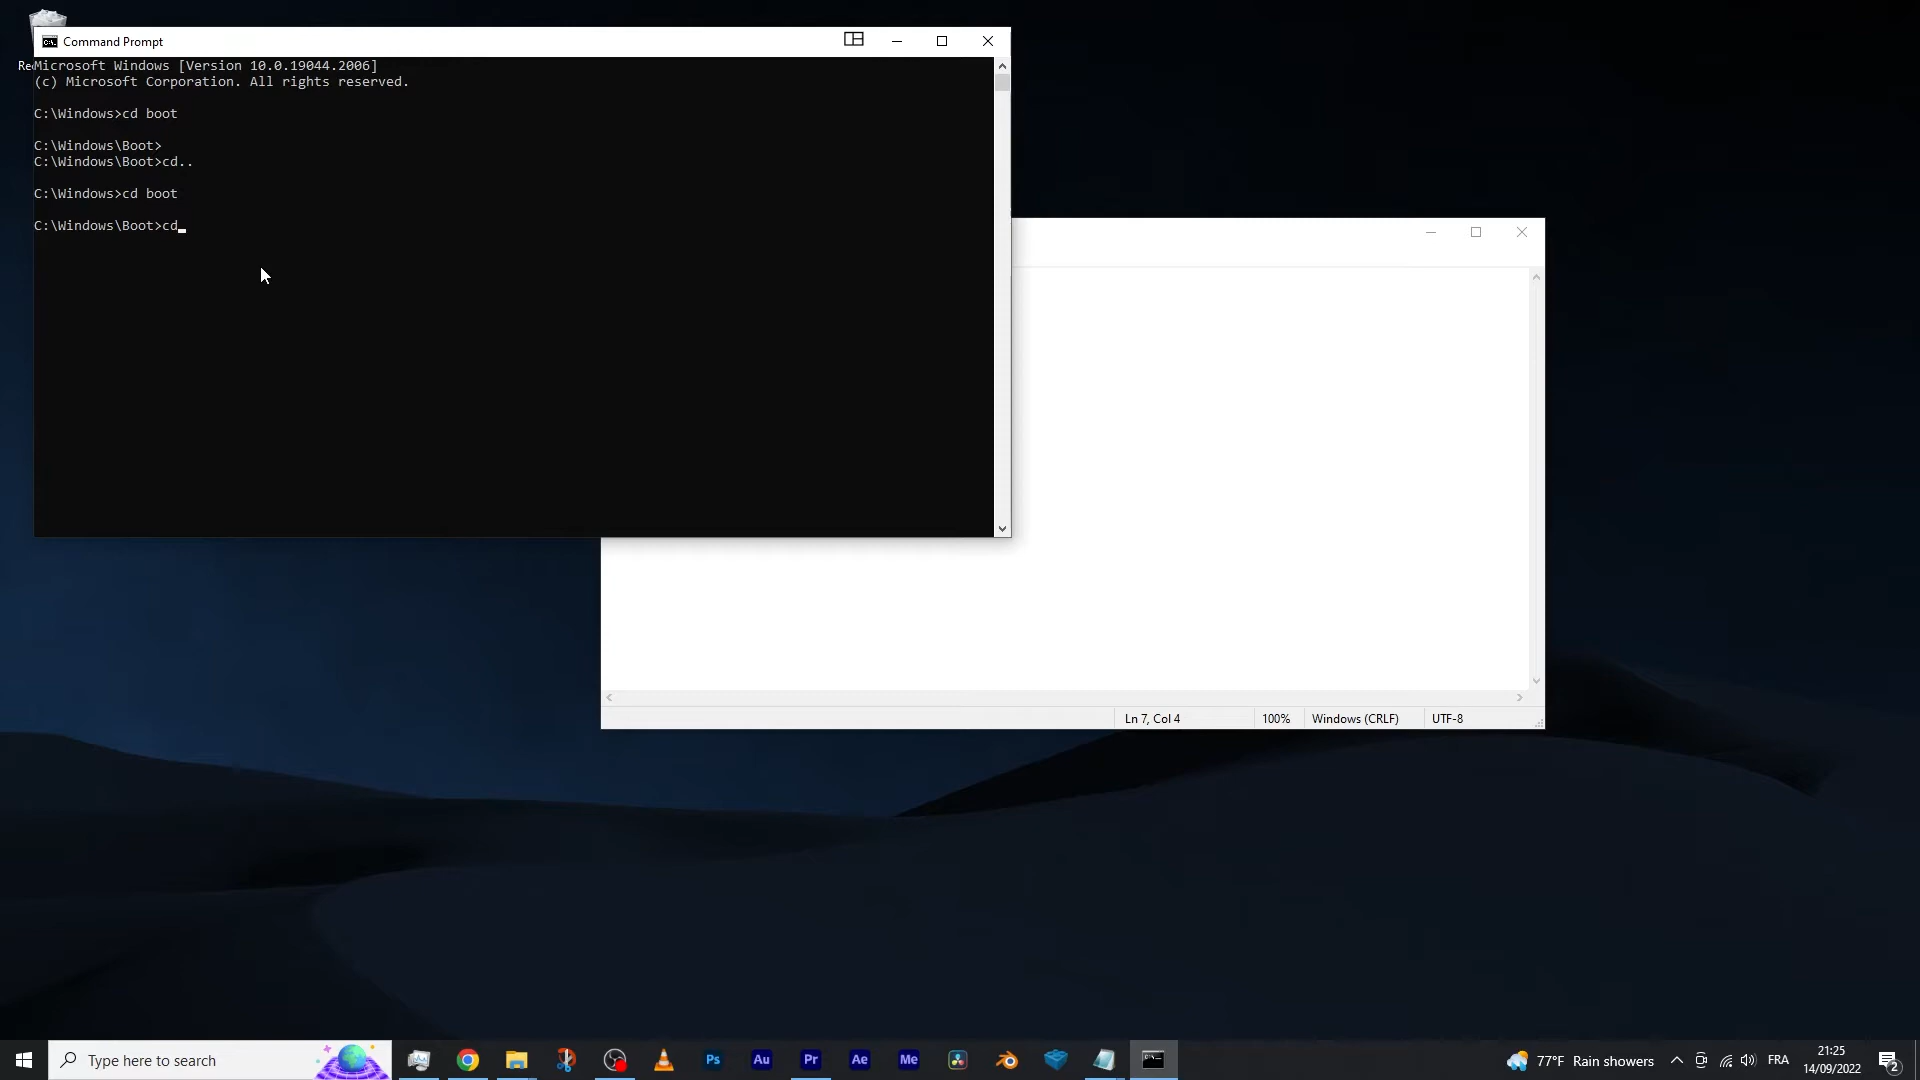 Command Prompt
Microsoft Windows [Version 10.0.19044.2006]
(c) Microsoft Corporation. All rights reserved.
C:\Windows>cd boot
C:\Windows\Boot>
C:\Windows\Boot>cd..
C:\Windows>cd boot
C:\Windows\Boot>cd
Ln 7, Col 4
100%
Windows (CRLF)
UTF-8
Type here to search
Ps
Au
Pr
Ae
Me
77°F Rain showers
FRA
21:25
14/09/2022
2